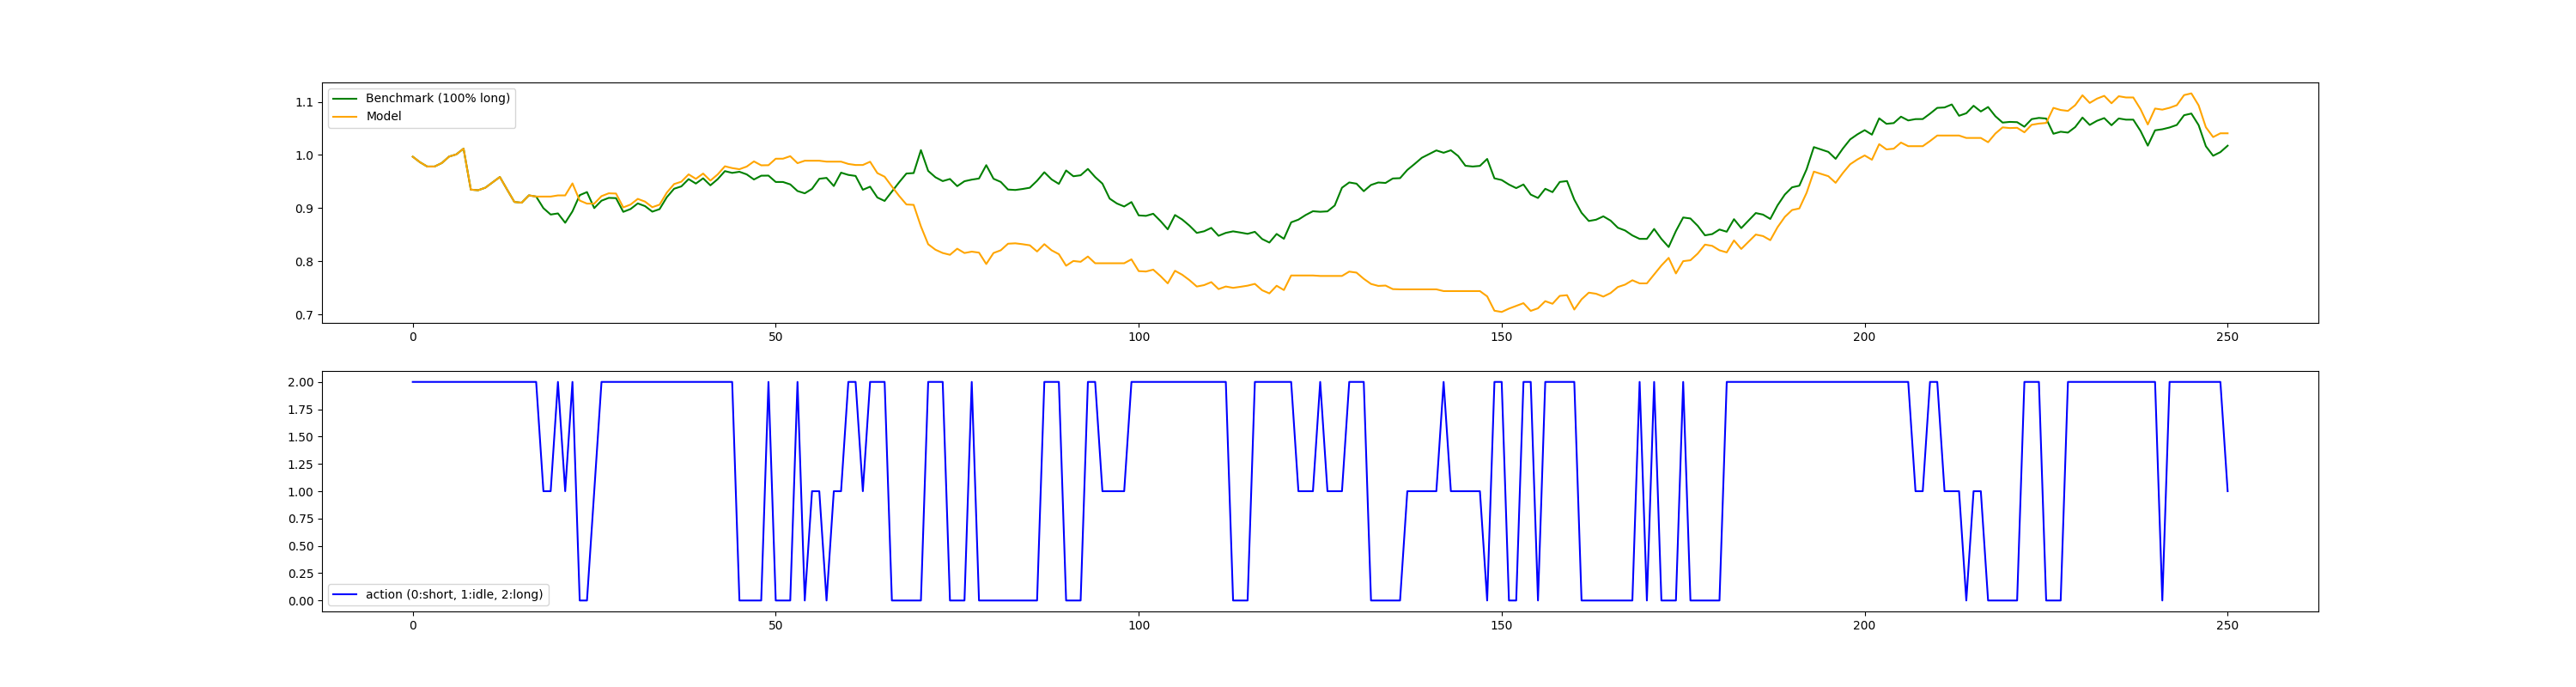 Benchmark (100% long)
Model
1.1
1.0
0.9
0.8
0.7
0 50 100 150 200 250
2.00
1.75
1.50
1.25
1.00
0.75
0.50
0.25
0.00
action (0:short, 1:idle, 2:long)
0 50 100 150 200 250